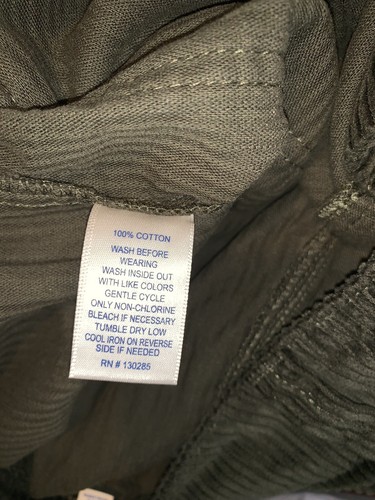 100% COTTON
WASH BEFORE
WEARING
WASH INSIDE OUT
WITH LIKE COLORS
GENTLE CYCLE
ONLY NON-CHLORINE
BLEACH IF NECESSARY
TUMBLE DRY LOW
COOL IRON ON REVERSE
SIDE IF NEEDED
RN # 130285